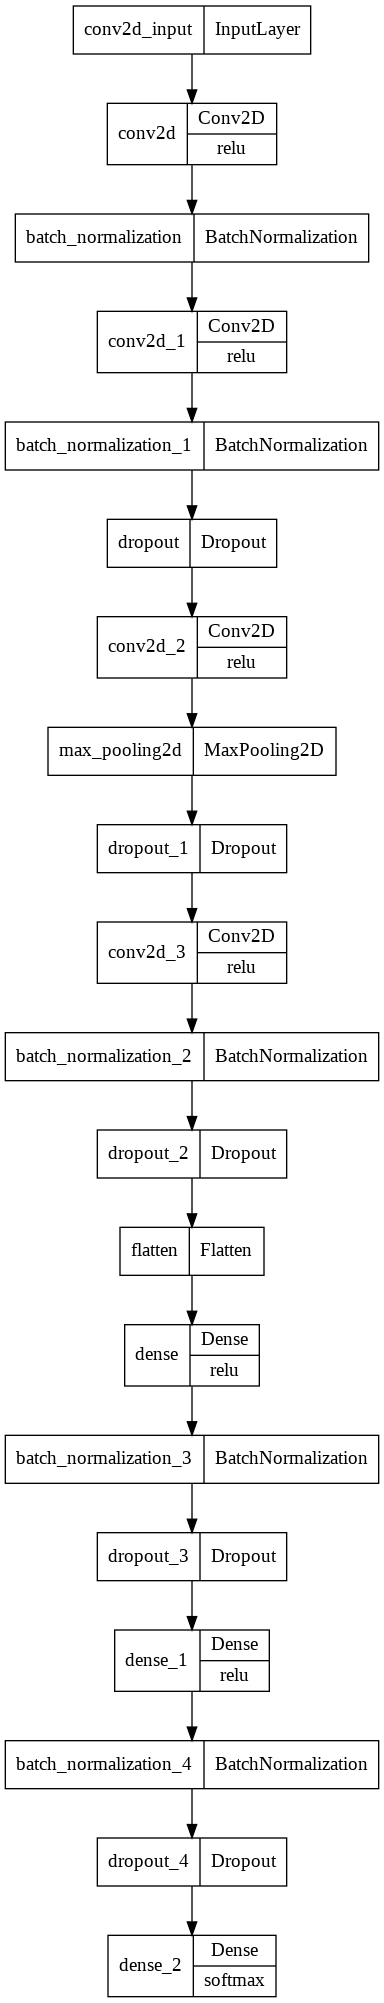 conv2d_input InputLayer
conv2d Conv2D
relu
batch_normalization BatchNormalization
conv2d_1 Conv2D
relu
batch_normalization_1 BatchNormalization
dropout Dropout
conv2d_2 Conv2D
relu
max_pooling2d MaxPooling2D
dropout_1 Dropout
conv2d_3 Conv2D
relu
batch_normalization_2 BatchNormalization
dropout_2 Dropout
flatten Flatten
dense Dense
relu
batch_normalization_3 BatchNormalization
dropout_3 Dropout
dense_1 Dense
relu
batch_normalization_4 BatchNormalization
dropout_4 Dropout
dense_2 Dense
softmax